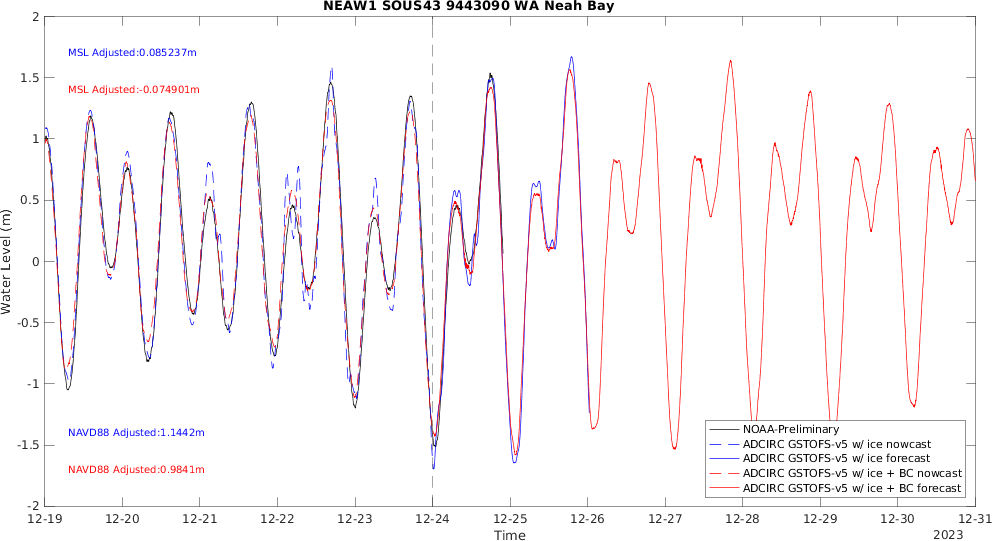 NEAW1 SOUS43 9443090 WA Neah Bay
2
1.5
1
0.5
0
-0.5
-1
-1.5
-2
Water Level (m)
MSL Adjusted:0.085237m
MSL Adjusted:-0.074901m
NAVD88 Adjusted:1.1442m
NAVD88 Adjusted:0.9841m
NOAA-Preliminary
ADCIRC GSTOFS-v5 w/ ice nowcast
ADCIRC GSTOFS-v5 w/ ice forecast
ADCIRC GSTOFS-v5 w/ ice + BC nowcast
ADCIRC GSTOFS-v5 w/ ice + BC forecast
12-19 12-20 12-21 12-22 12-23 12-24 12-25 12-26 12-27 12-28 12-29 12-30 12-31
Time
2023